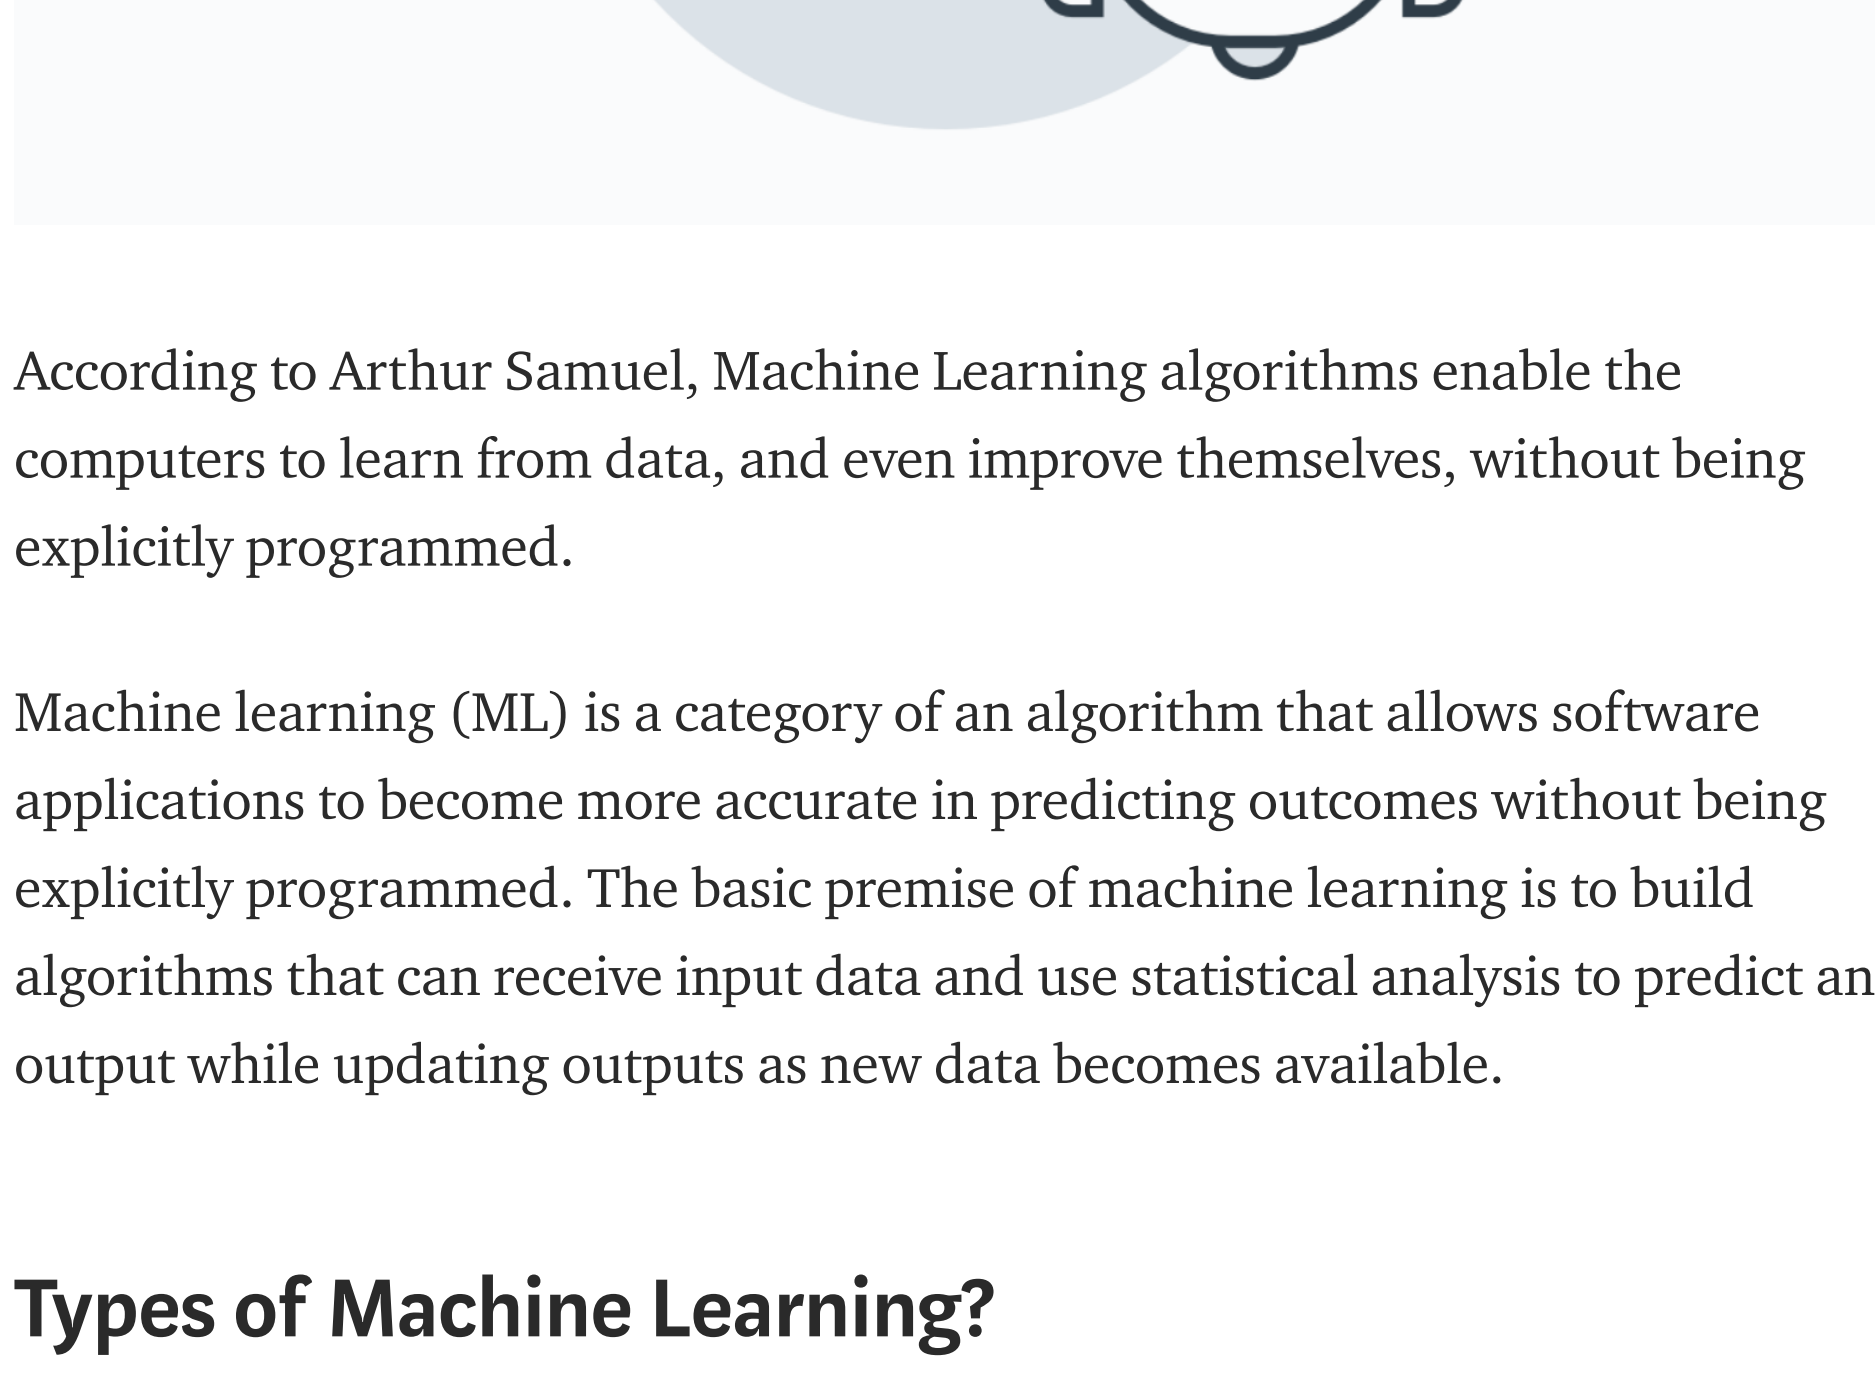 According to Arthur Samuel, Machine Learning algorithms enable the
computers to learn from data, and even improve themselves, without being
explicitly programmed.
Machine learning (ML) is a category of an algorithm that allows software
applications to become more accurate in predicting outcomes without being
explicitly programmed. The basic premise of machine learning is to build
algorithms that can receive input data and use statistical analysis to predict an
output while updating outputs as new data becomes available.
Types of Machine Learning?